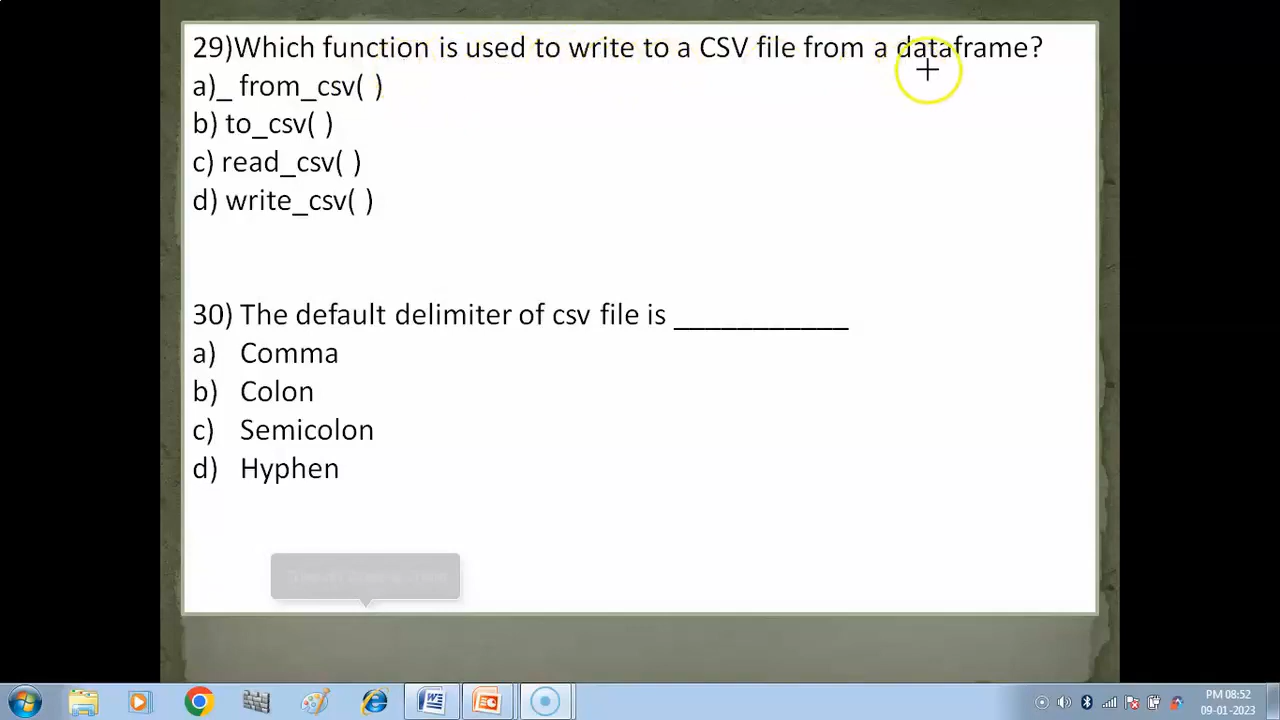 29)Which function is used to write to a CSV file from a dataframe?
a)_ from_csv( )
b) to_csv( )
c) read_csv( )
d) write_csv( )
30) The default delimiter of csv file is ___________
a) Comma
b) Colon
c) Semicolon
d) Hyphen
PM 08:52
09-01-2023